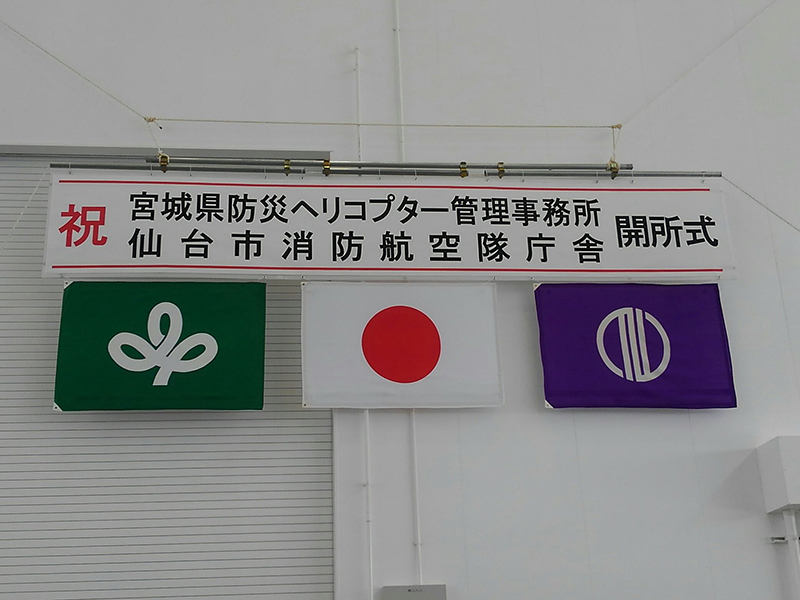 祝
宮城県防災ヘリコプター管理事務所
仙台市消防航空隊庁舎
開所式